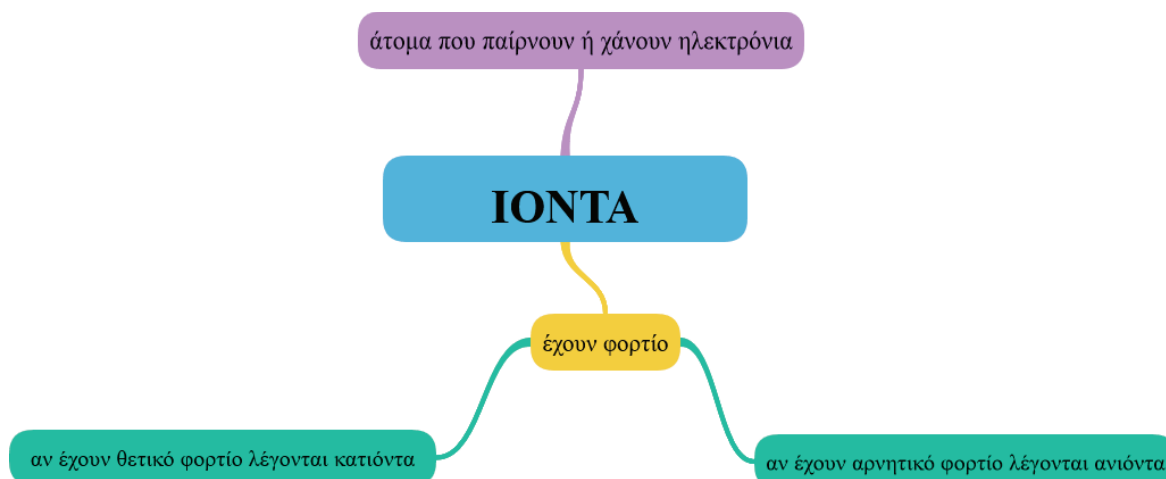 άτομα που παίρνουν ή χάνουν ηλεκτρόνια
ΙΟΝΤΑ
έχουν φορτίο
αν έχουν θετικό φορτίο λέγονται κατιόντα
αν έχουν αρνητικό φορτίο λέγονται ανιόντα